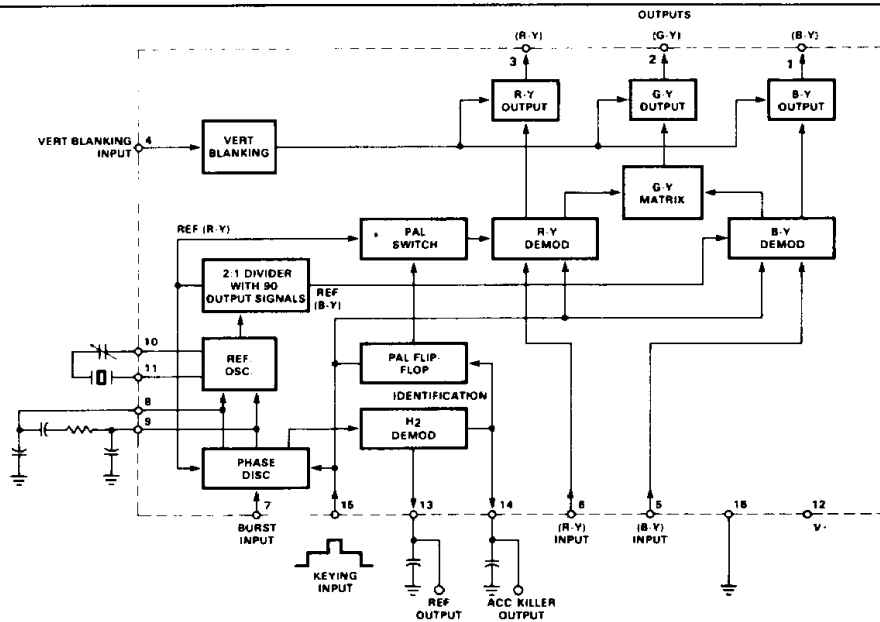 OUTPUTS
(R-Y)
(G-Y)
(B-Y)
3
2
1
R-Y
OUTPUT
G-Y
OUTPUT
B-Y
OUTPUT
VERT BLANKING
INPUT
4
VERT
BLANKING
G-Y
MATRIX
REF (R-Y)
PAL
SWITCH
R-Y
DEMOD
B-Y
DEMOD
2:1 DIVIDER
WITH 90
OUTPUT SIGNALS
REF
(B-Y)
10
11
REF.
OSC.
PAL FLIP-
FLOP
IDENTIFICATION
8
9
H2
DEMOD
PHASE
DISC
7
BURST
INPUT
15
13
14
6
(R-Y)
INPUT
5
(B-Y)
INPUT
16
12
V+
KEYING
INPUT
REF
OUTPUT
ACC KILLER
OUTPUT